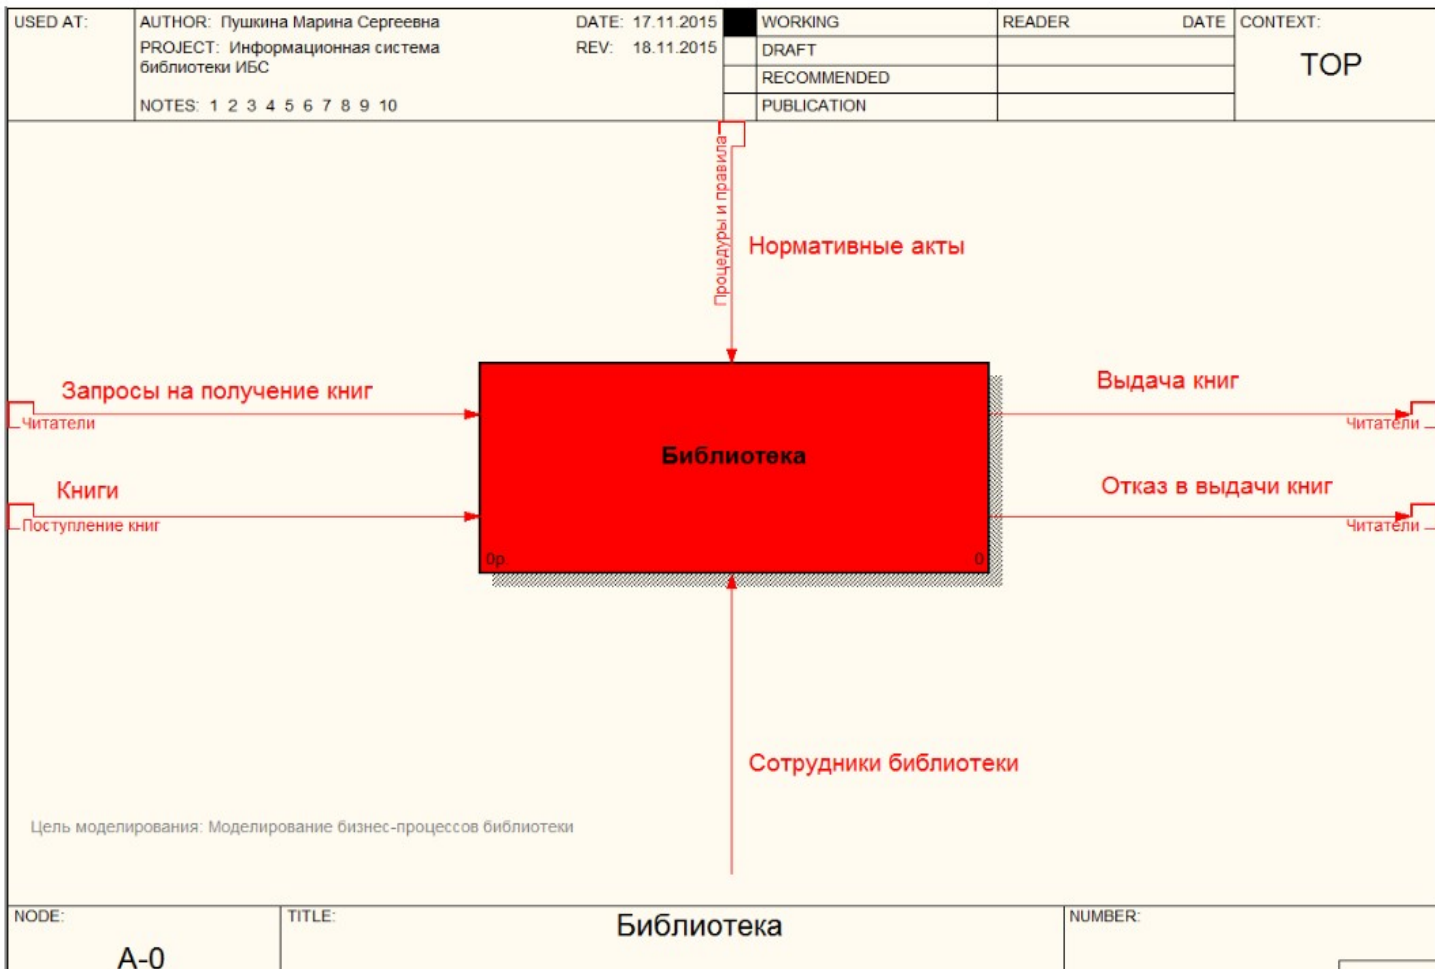 USED AT:
AUTHOR: Пушкина Марина Сергеевна
DATE: 17.11.2015
WORKING
READER
DATE
CONTEXT:
PROJECT: Информационная система
библиотеки ИБС
REV: 18.11.2015
DRAFT
TOP
RECOMMENDED
NOTES: 1 2 3 4 5 6 7 8 9 10
PUBLICATION
Процедуры и правила
Нормативные акты
Запросы на получение книг
Читатели
Выдача книг
Читатели
Библиотека
Книги
Поступление книг
Отказ в выдачи книг
Читатели
0р.
0
Сотрудники библиотеки
Цель моделирования: Моделирование бизнес-процессов библиотеки
NODE:
TITLE:
Библиотека
NUMBER:
A-0